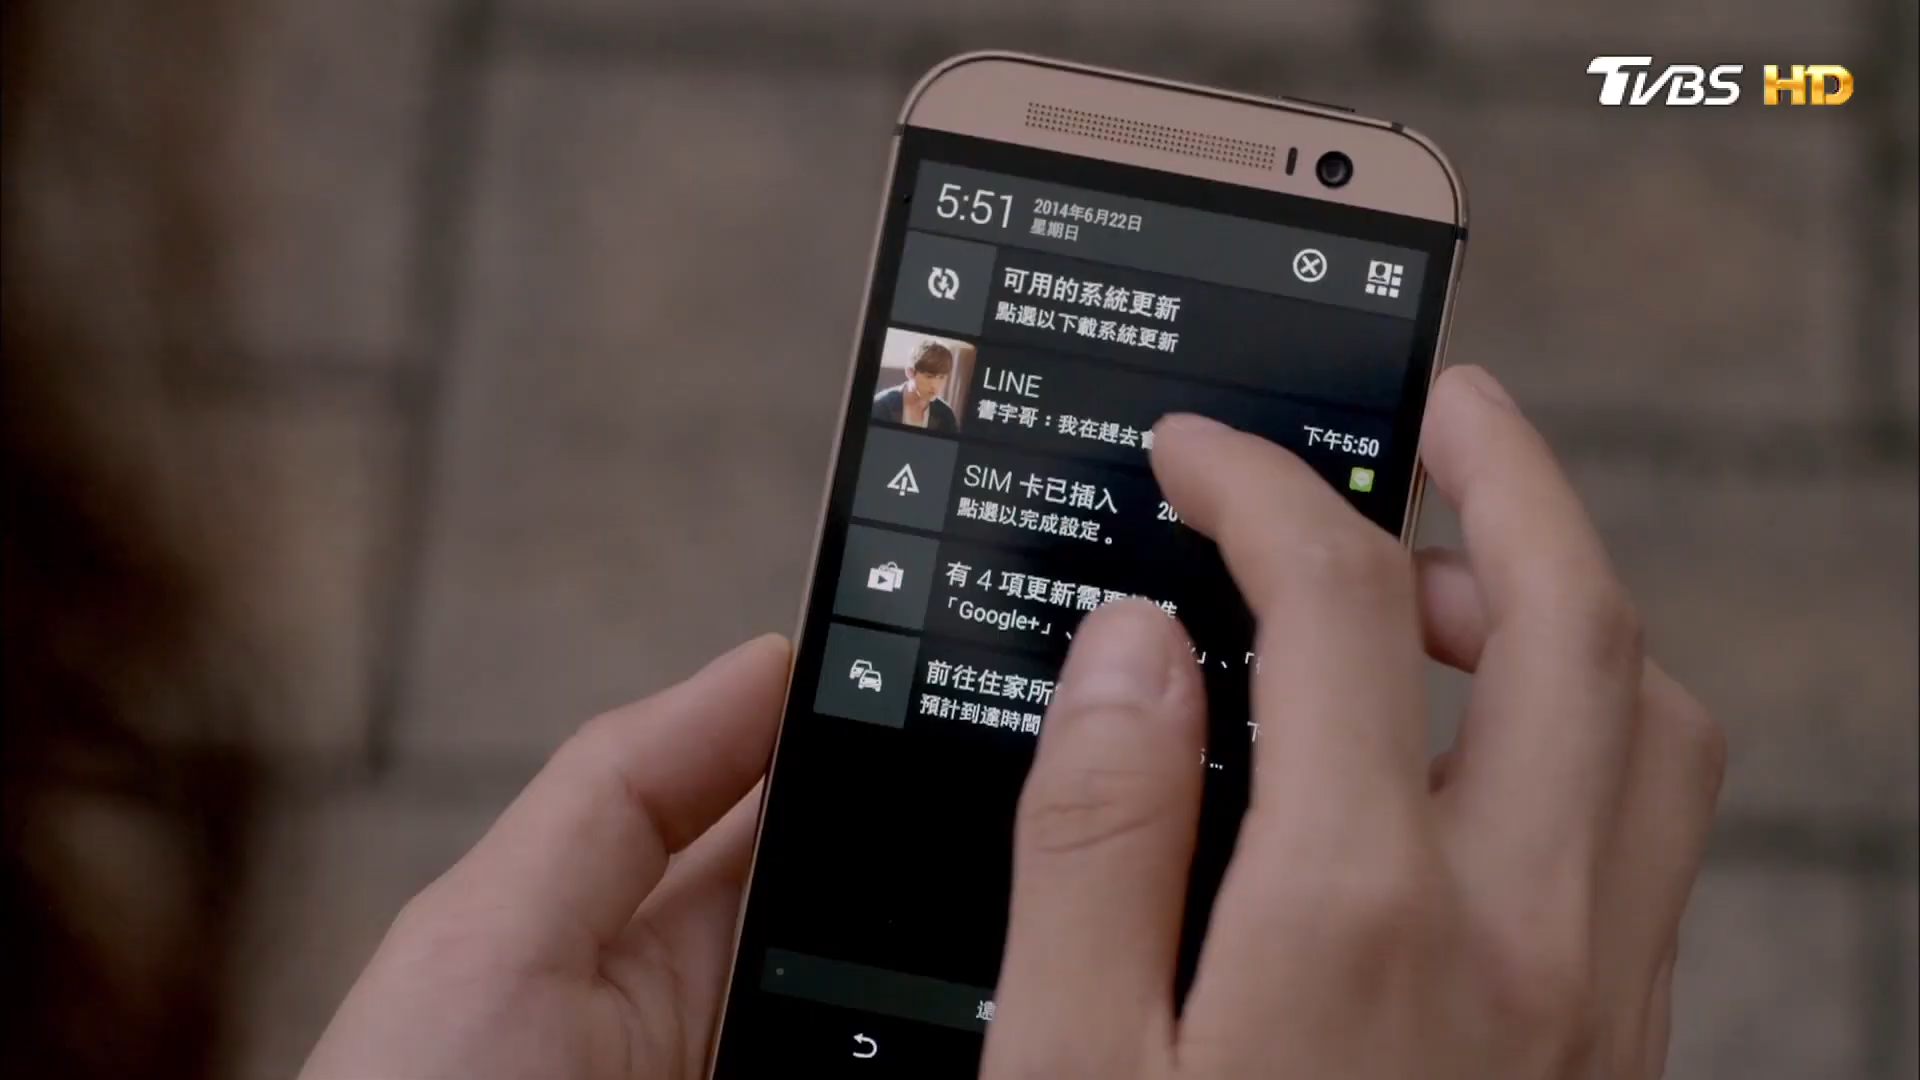 TVBS HD
5:51
2014年6月22日
星期日
可用的系統更新
點選以下載系統更新
LINE
書宇哥：我在趕去
下午5:50
SIM 卡已插入
點選以完成設定。
有 4 項更新需要
「Google+」、
前往住家所
預計到達時間